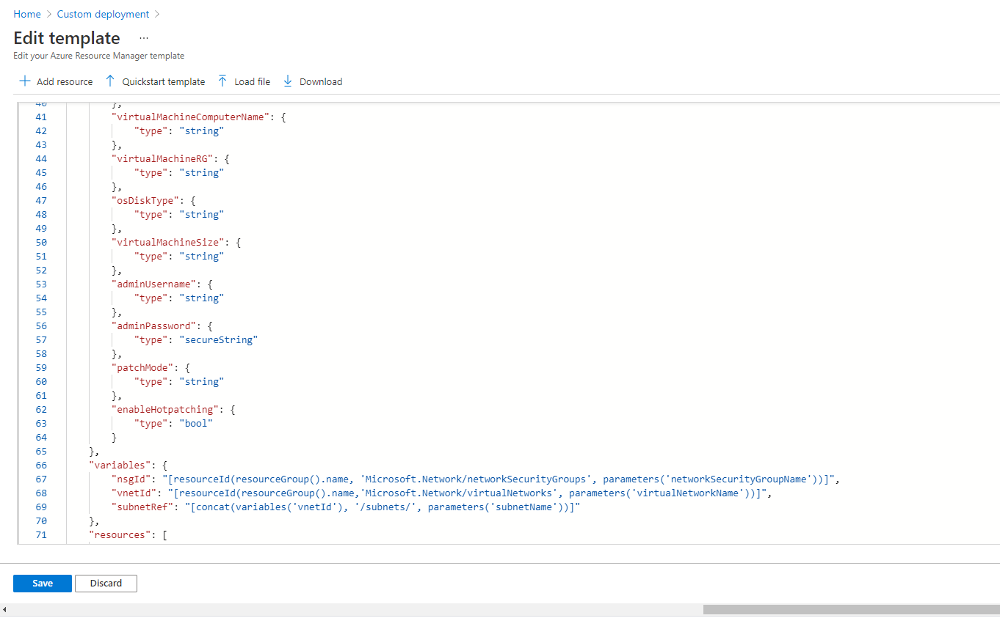 Home > Custom deployment >
Edit template ...
Edit your Azure Resource Manager template
Add resource Quickstart template Load file Download
40 },
41 "virtualMachineComputerName": {
42 "type": "string"
43 },
44 "virtualMachineRG": {
45 "type": "string"
46 },
47 "osDiskType": {
48 "type": "string"
49 },
50 "virtualMachineSize": {
51 "type": "string"
52 },
53 "adminUsername": {
54 "type": "string"
55 },
56 "adminPassword": {
57 "type": "secureString"
58 },
59 "patchMode": {
60 "type": "string"
61 },
62 "enableHotpatching": {
63 "type": "bool"
64 }
65 },
66 "variables": {
67 "nsgId": "[resourceId(resourceGroup().name, 'Microsoft.Network/networkSecurityGroups', parameters('networkSecurityGroupName'))]",
68 "vnetId": "[resourceId(resourceGroup().name,'Microsoft.Network/virtualNetworks', parameters('virtualNetworkName'))]",
69 "subnetRef": "[concat(variables('vnetId'), '/subnets/', parameters('subnetName'))]"
70 },
71 "resources": [
Save Discard